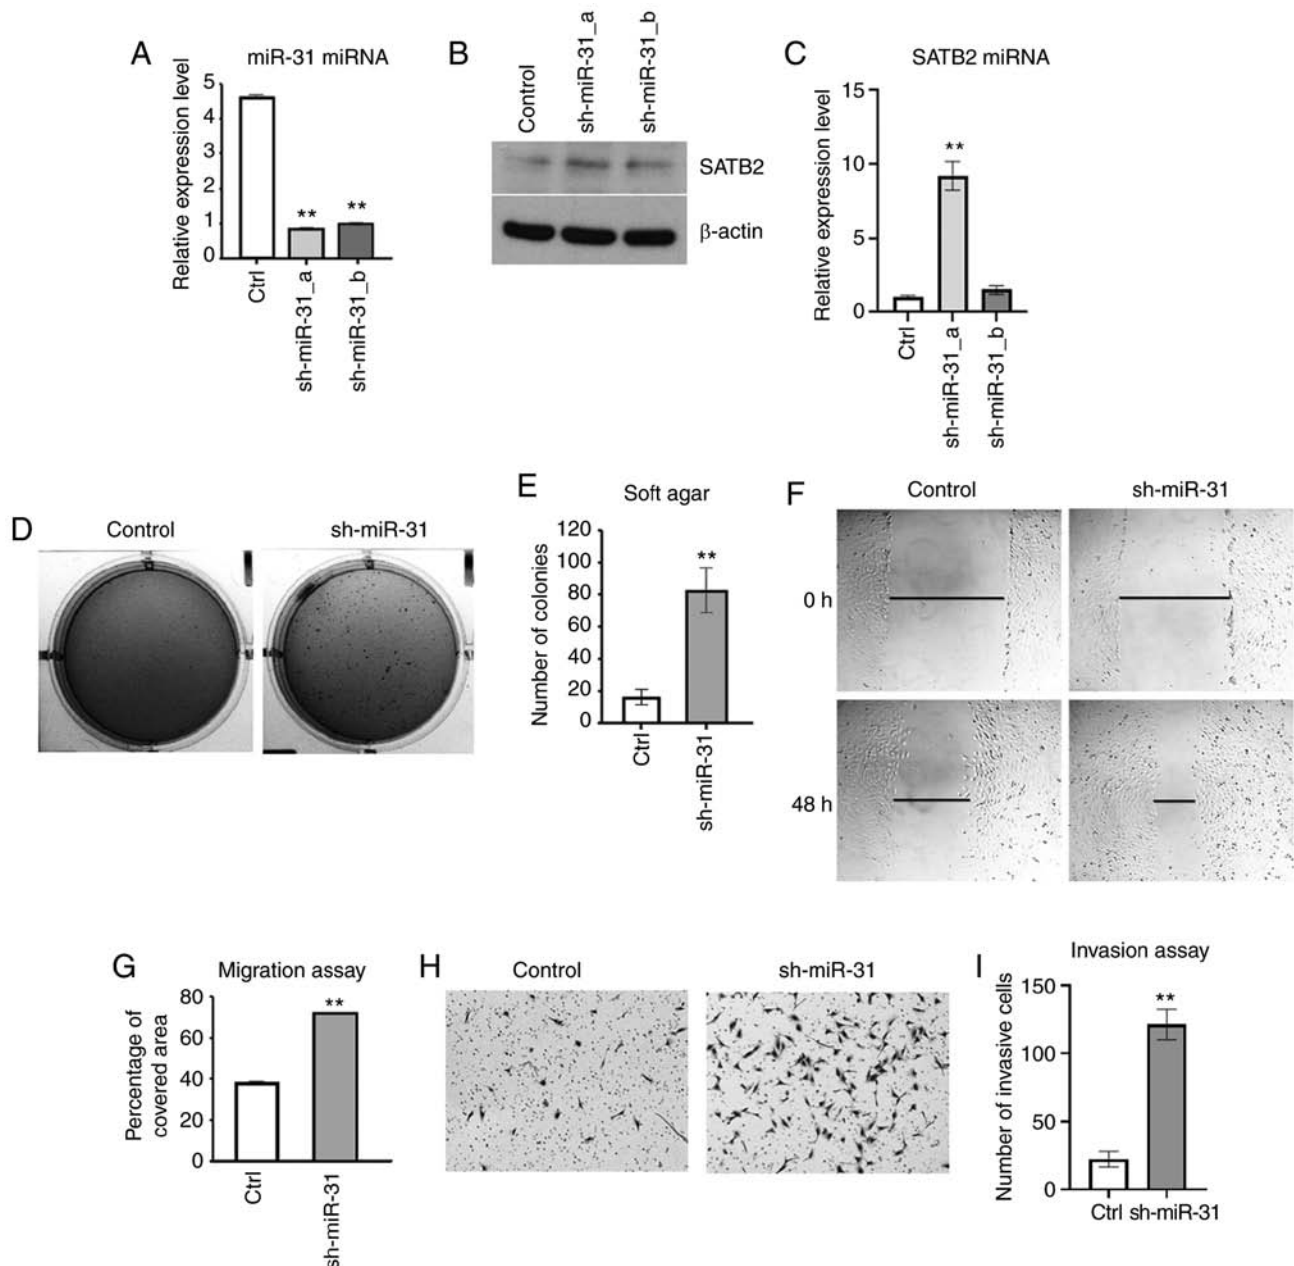 A
miR-31 miRNA
Relative expression level
5
4
3
2
1
0
**
**
Ctrl
sh-miR-31_a
sh-miR-31_b
B
Control
sh-miR-31_a
sh-miR-31_b
SATB2
β-actin
C
SATB2 miRNA
Relative expression level
15
10
5
0
**
Ctrl
sh-miR-31_a
sh-miR-31_b
D
Control
sh-miR-31
E
Soft agar
Number of colonies
120
100
80
60
40
20
0
**
Ctrl
sh-miR-31
F
Control
sh-miR-31
0 h
48 h
G
Migration assay
Percentage of
covered area
80
60
40
20
0
**
Ctrl
sh-miR-31
H
Control
sh-miR-31
I
Invasion assay
Number of invasive cells
150
100
50
0
**
Ctrl sh-miR-31